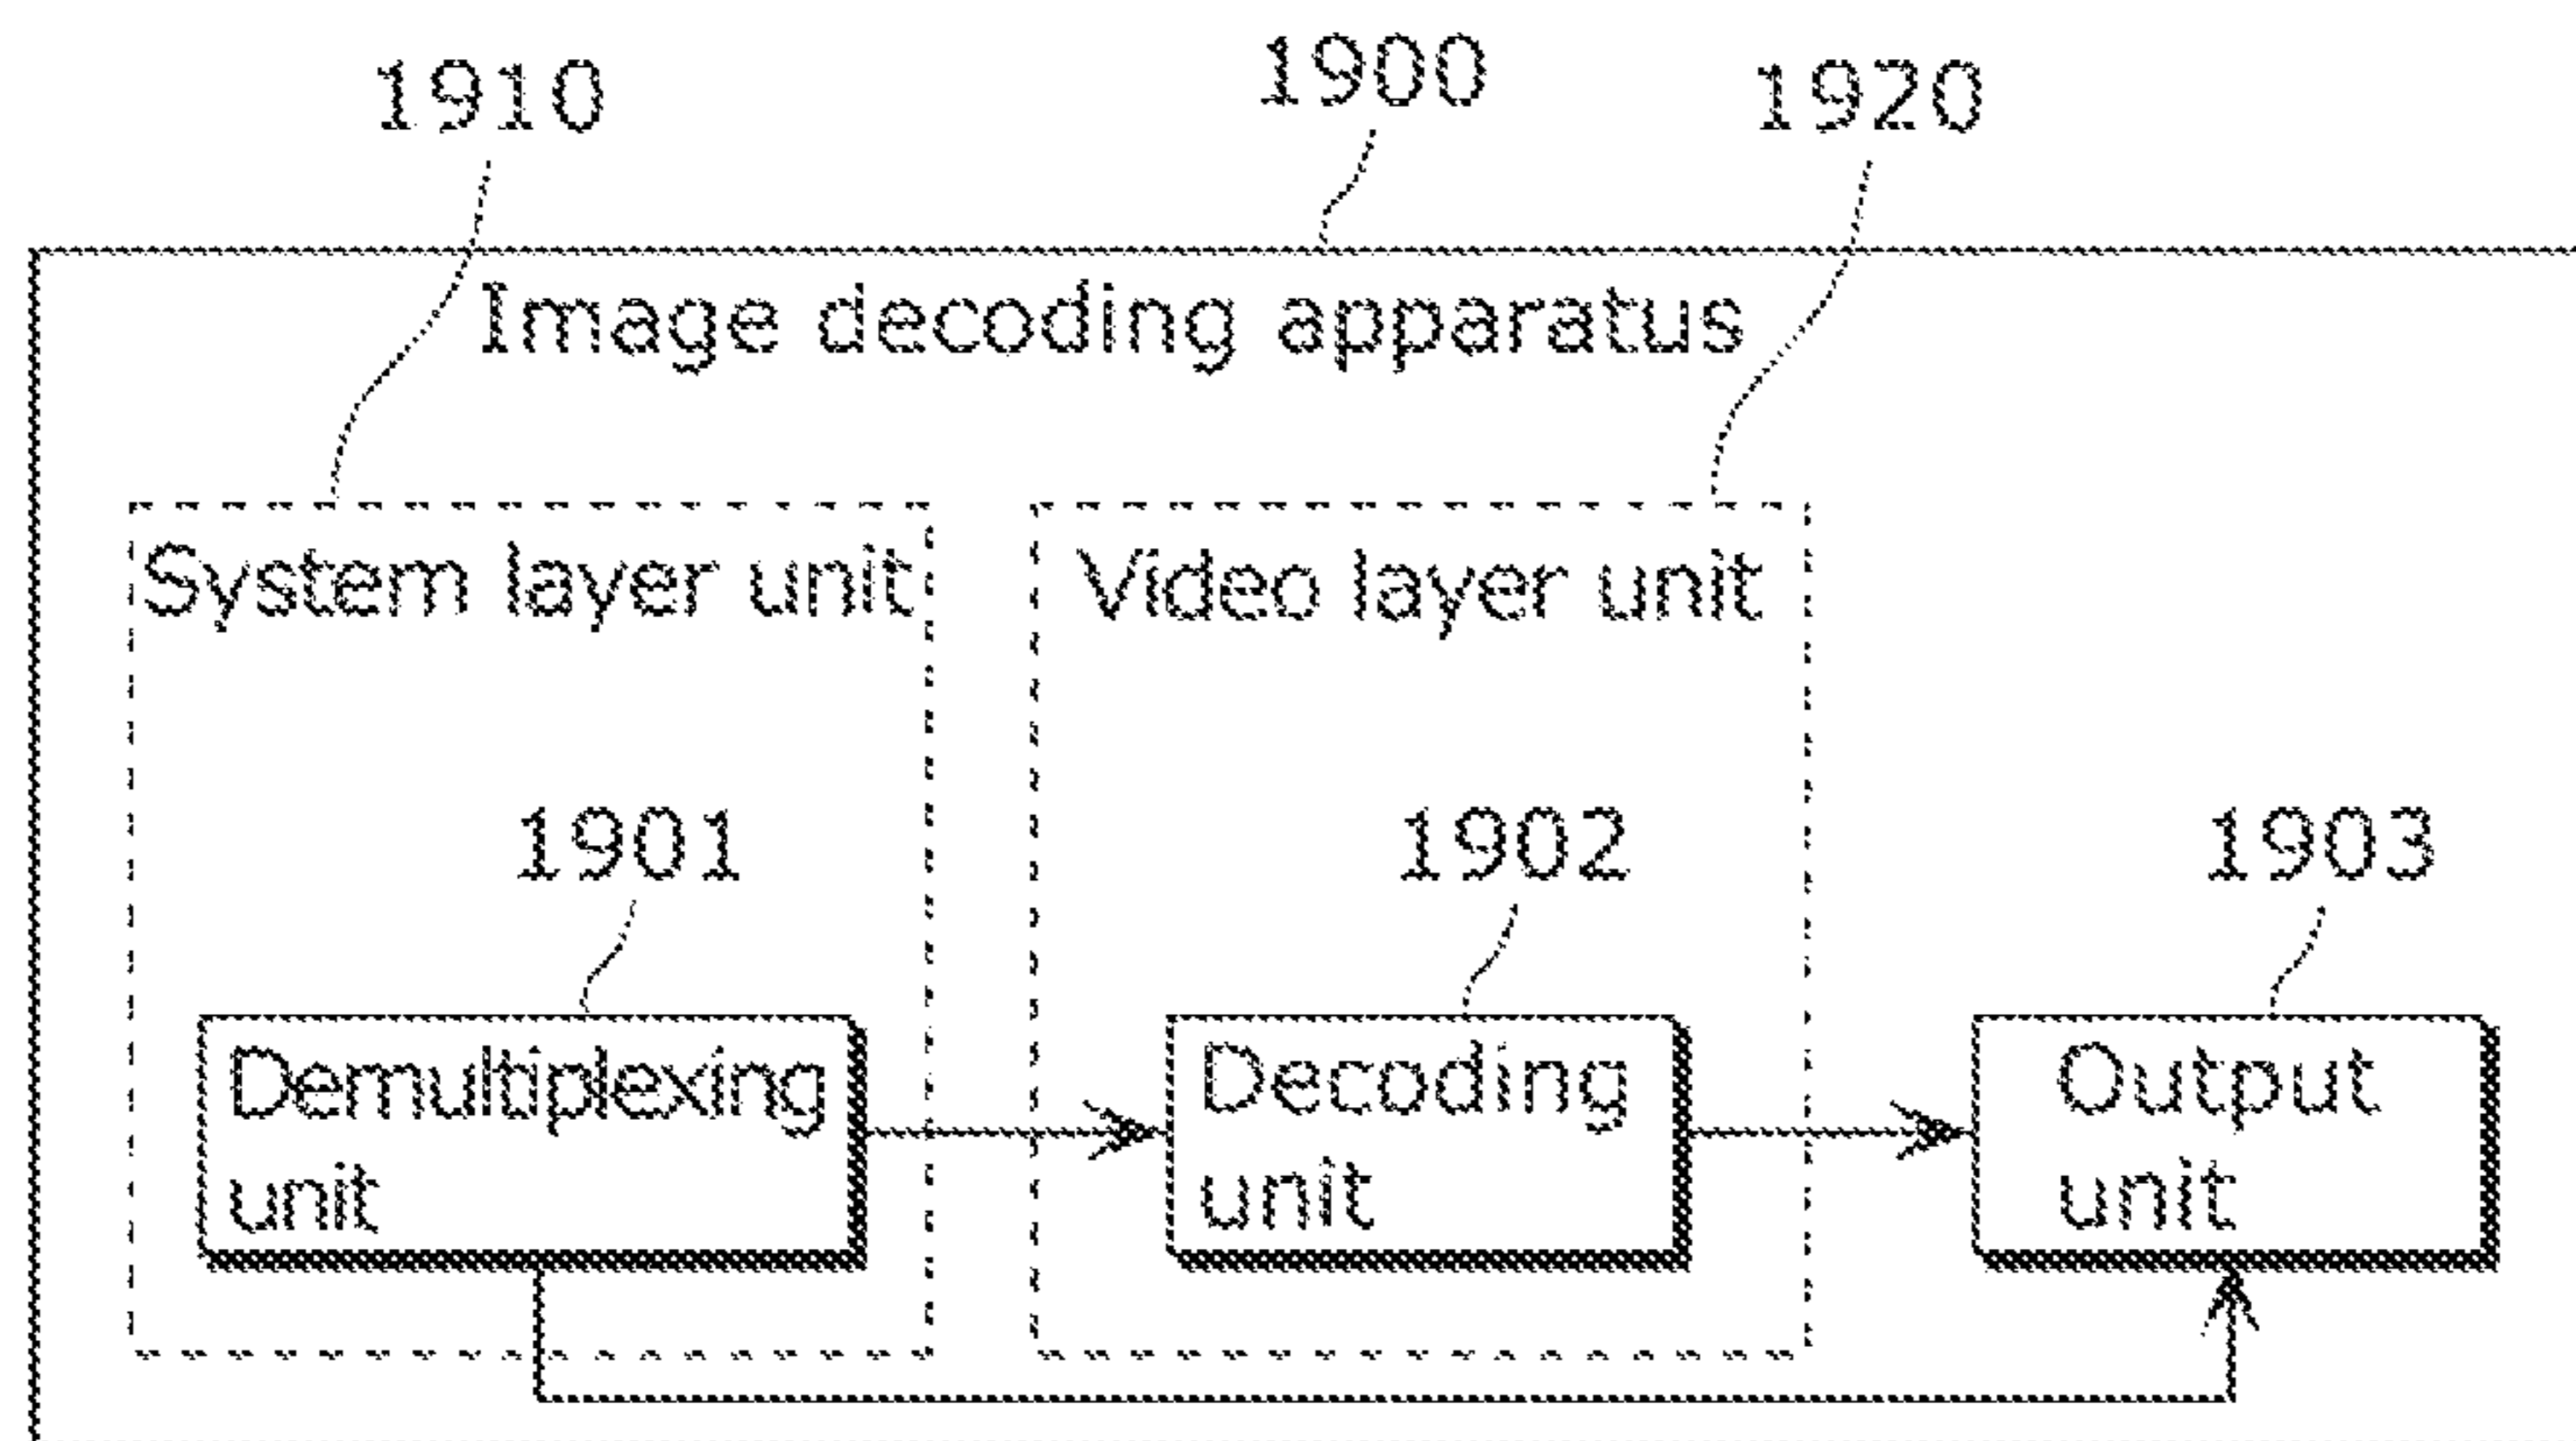 1910 1900 1920
Image decoding apparatus
System layer unit Video layer unit
1901 1902 1903
Demultiplexing Decoding Output
unit unit unit